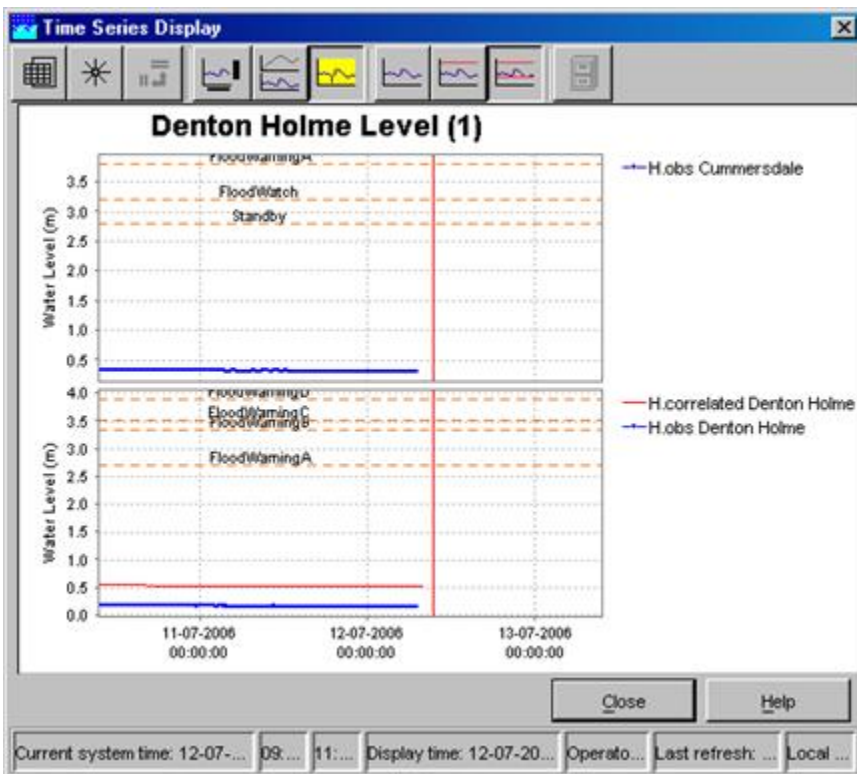 Time Series Display
Denton Holme Level (1)
FloodWarningA
FloodWatch
Standby
3.5
3.0
2.5
2.0
1.5
1.0
0.5
Water Level (m)
H.obs Cummersdale
FloodWarningD
FloodWarningC
FloodWarningB
FloodWarningA
4.0
3.5
3.0
2.5
2.0
1.5
1.0
0.5
0.0
Water Level (m)
H.correlated Denton Holme
H.obs Denton Holme
11-07-2006 12-07-2006 13-07-2006
00:00:00 00:00:00 00:00:00
Close Help
Current system time: 12-07-... 09:... 11:... Display time: 12-07-20... Operato... Last refresh: ... Local ...